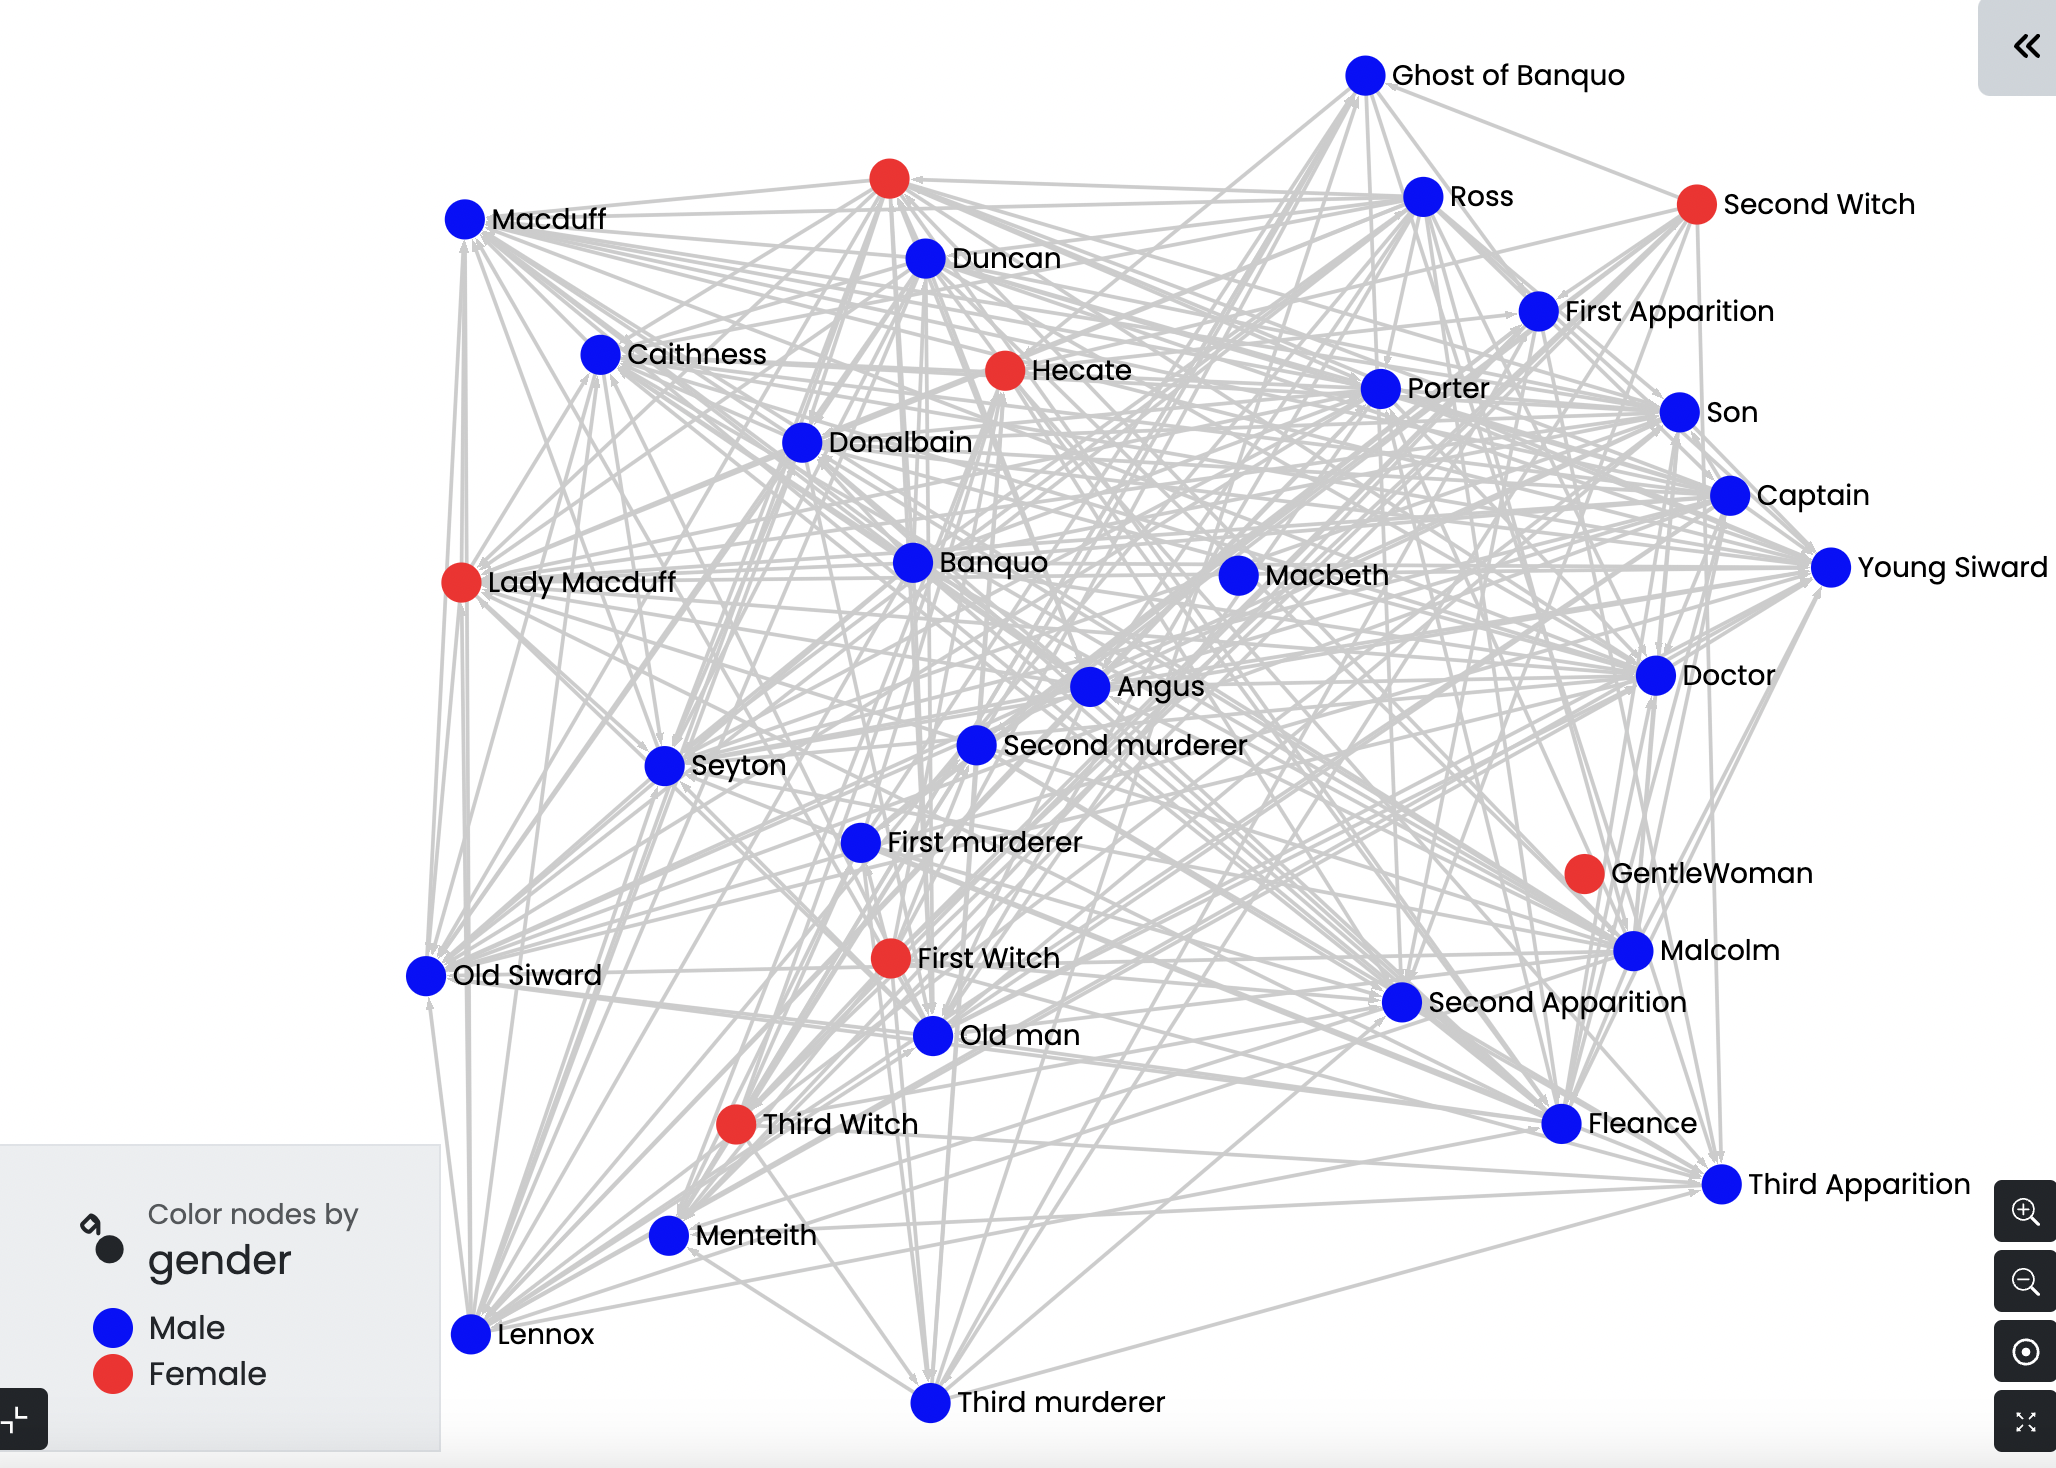 Ghost of Banquo
Ross
Second Witch
Macduff
Duncan
First Apparition
Caithness
Hecate
Porter
Son
Donalbain
Captain
Banquo
Macbeth
Young Siward
Lady Macduff
Angus
Doctor
Second murderer
Seyton
First murderer
GentleWoman
First Witch
Malcolm
Old Siward
Second Apparition
Old man
Third Witch
Fleance
Third Apparition
Menteith
Lennox
Third murderer
Color nodes by
gender
Male
Female